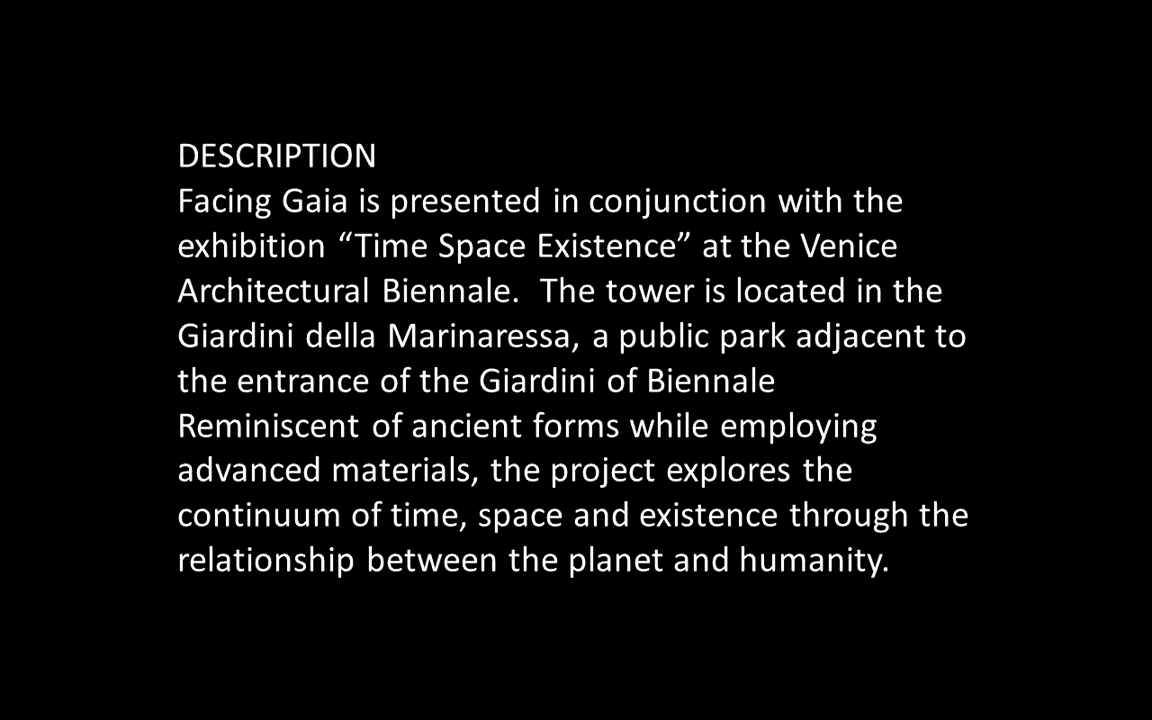 DESCRIPTION
Facing Gaia is presented in conjunction with the
exhibition “Time Space Existence” at the Venice
Architectural Biennale.  The tower is located in the
Giardini della Marinaressa, a public park adjacent to
the entrance of the Giardini of Biennale
Reminiscent of ancient forms while employing
advanced materials, the project explores the
continuum of time, space and existence through the
relationship between the planet and humanity.